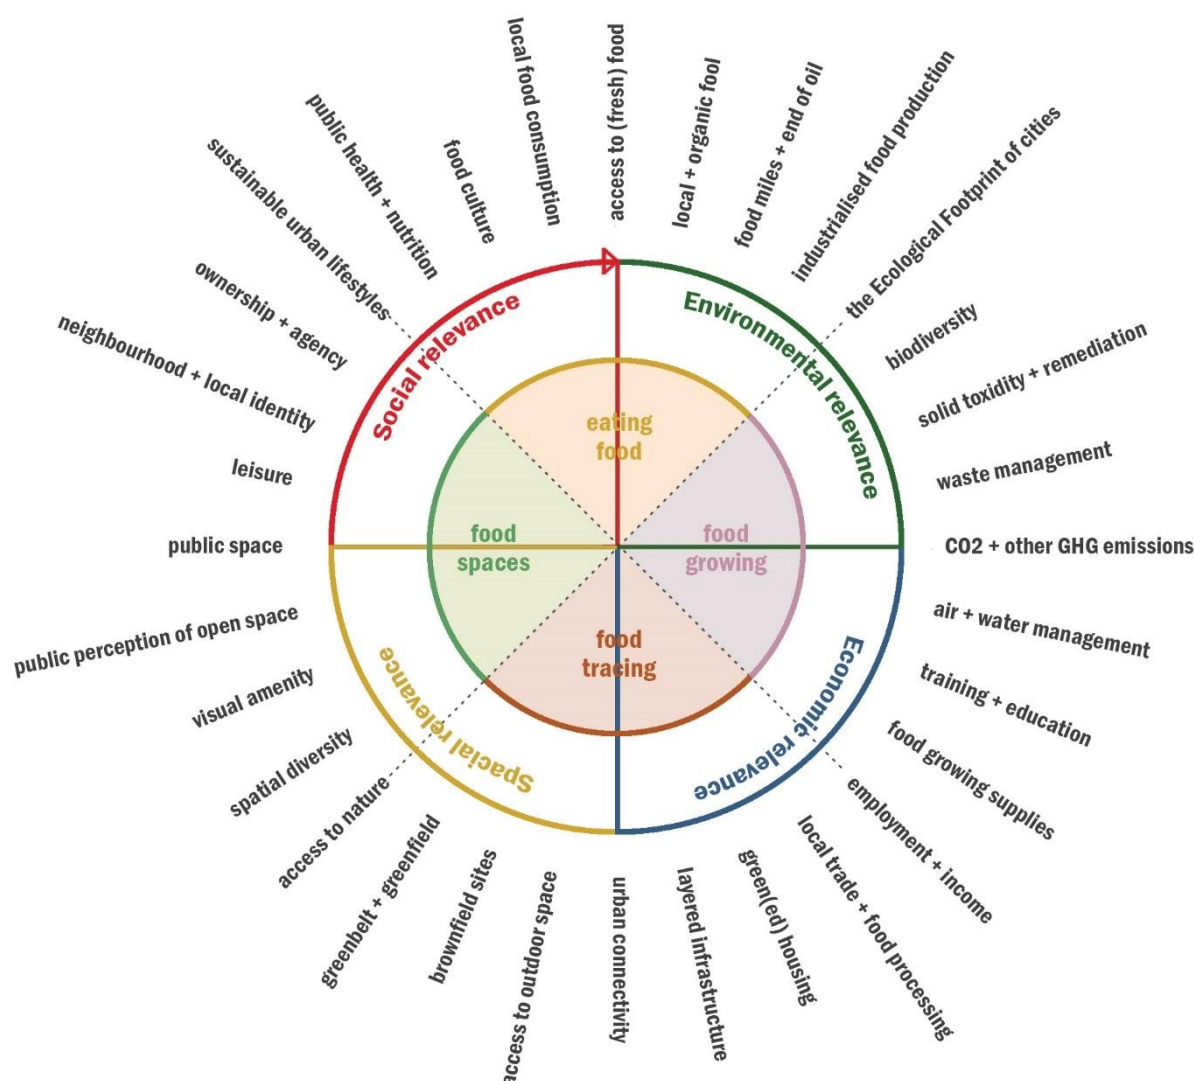 access to (fresh) food
local + organic fool
food miles + end of oil
industrialised food production
the Ecological Footprint of cities
biodiversity
solid toxidity + remediation
waste management
CO2 + other GHG emissions
air + water management
training + education
food growing supplies
employment + income
local trade + food processing
green(ed) housing
layered infrastructure
urban connectivity
access to outdoor space
brownfield sites
greenbelt + greenfield
access to nature
spatial diversity
visual amenity
public perception of open space
public space
leisure
neighbourhood + local identity
ownership + agency
sustainable urban lifestyles
public health + nutrition
food culture
local food consumption
Social relevance
Environmental relevance
Economic relevance
Spacial relevance
eating
food
food
growing
food
tracing
food
spaces